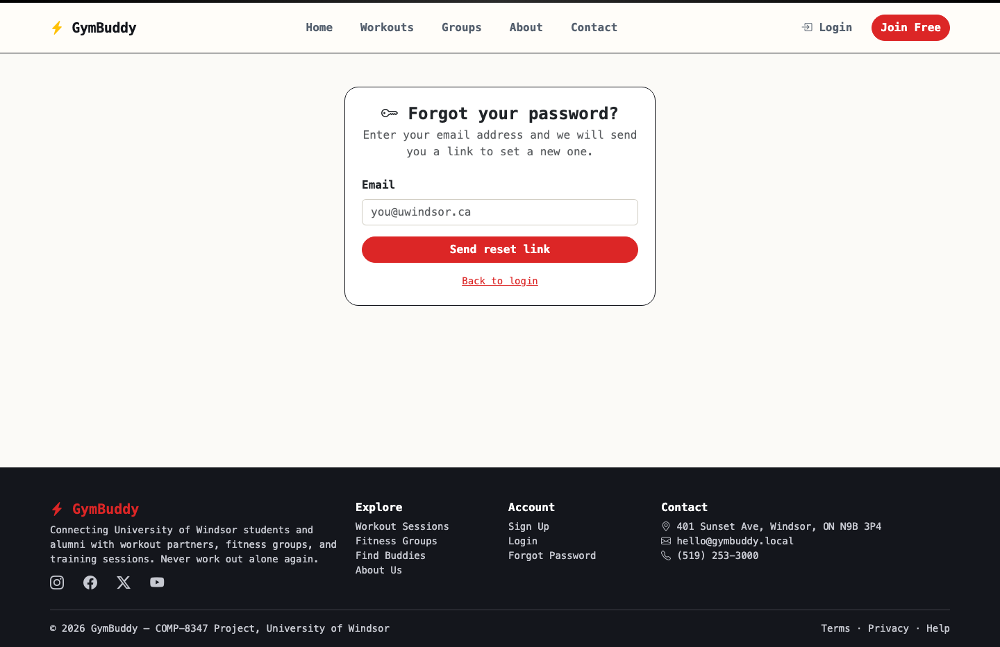 GymBuddy
Home
Workouts
Groups
About
Contact
Login
Join Free
Forgot your password?
Enter your email address and we will send
you a link to set a new one.
Email
you@uwindsor.ca
Send reset link
Back to login
GymBuddy
Connecting University of Windsor students and
alumni with workout partners, fitness groups, and
training sessions. Never work out alone again.
Explore
Workout Sessions
Fitness Groups
Find Buddies
About Us
Account
Sign Up
Login
Forgot Password
Contact
401 Sunset Ave, Windsor, ON N9B 3P4
hello@gymbuddy.local
(519) 253-3000
© 2026 GymBuddy — COMP-8347 Project, University of Windsor
Terms · Privacy · Help